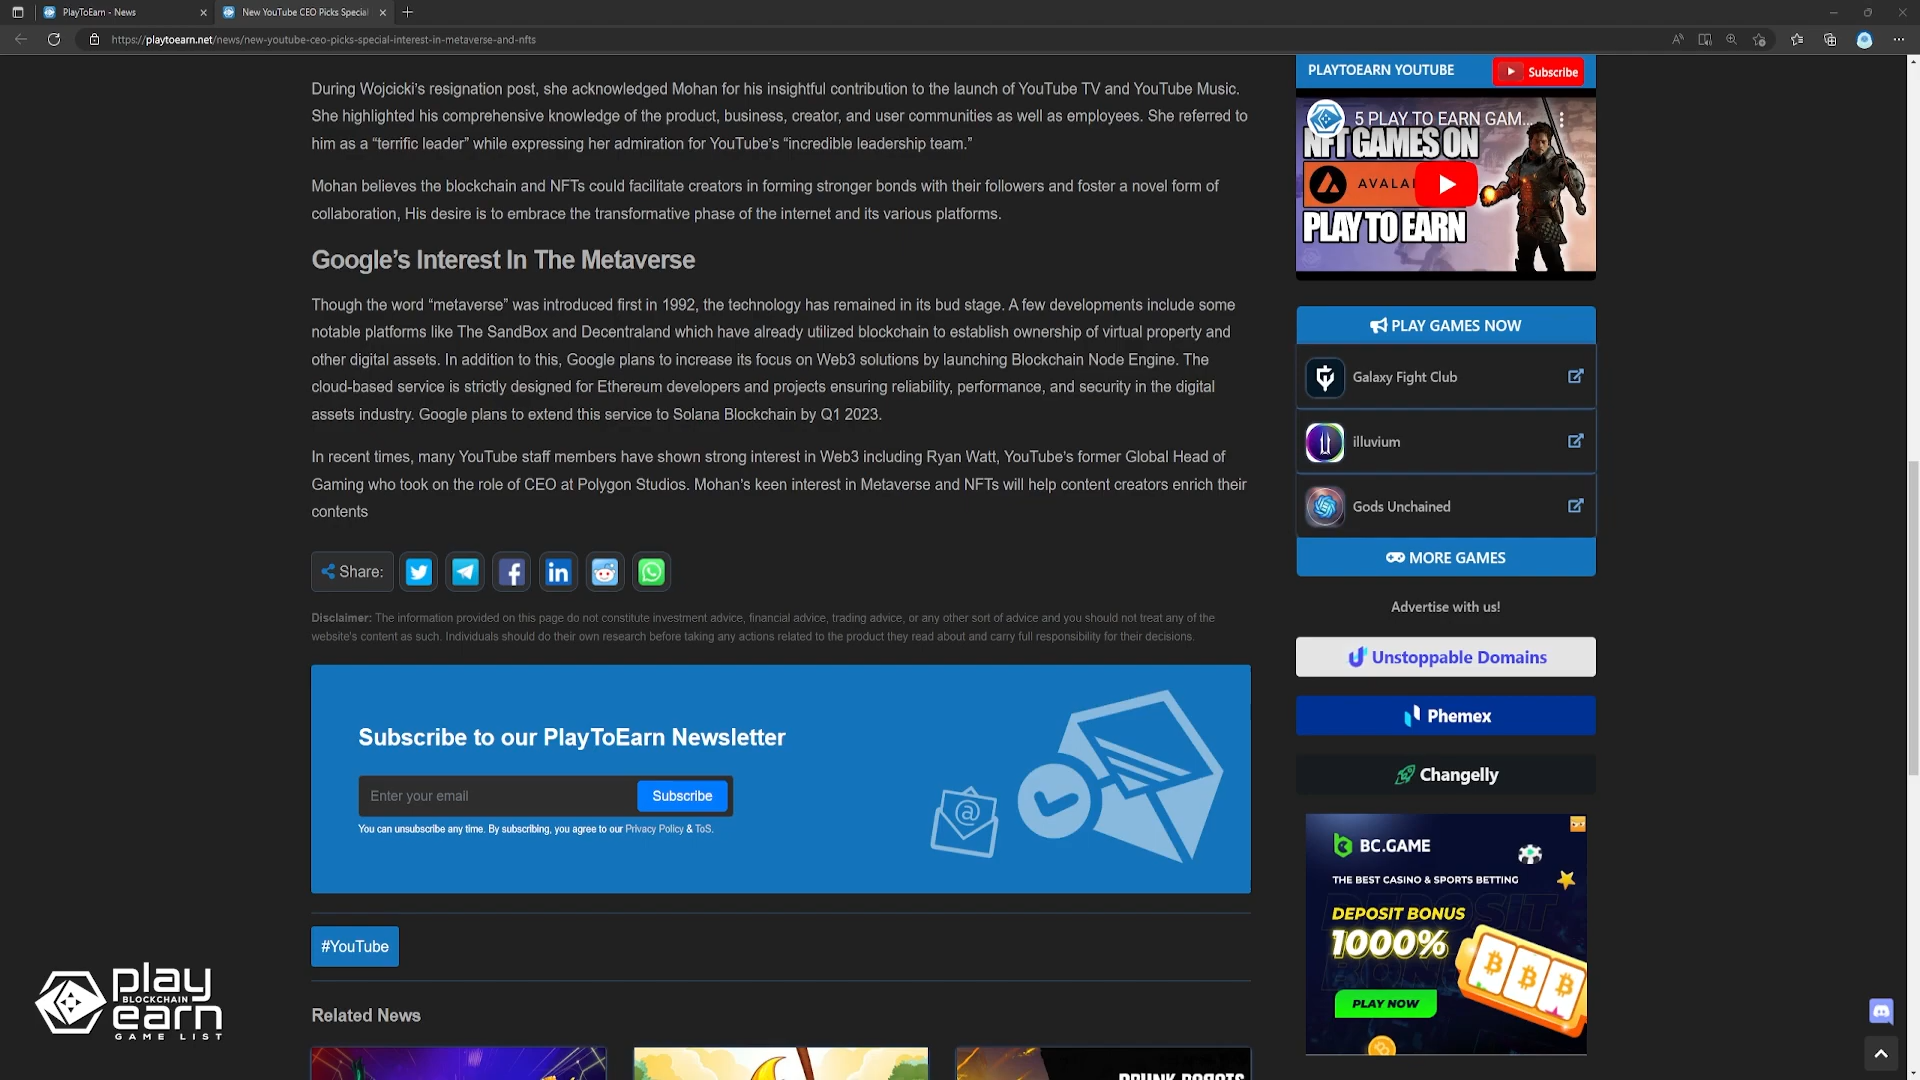 PlayToEarn - News
New YouTube CEO Picks Special
https://playtoearn.net/news/new-youtube-ceo-picks-special-interest-in-metaverse-and-nfts
During Wojcicki’s resignation post, she acknowledged Mohan for his insightful contribution to the launch of YouTube TV and YouTube Music.
She highlighted his comprehensive knowledge of the product, business, creator, and user communities as well as employees. She referred to
him as a “terrific leader” while expressing her admiration for YouTube’s “incredible leadership team.”
Mohan believes the blockchain and NFTs could facilitate creators in forming stronger bonds with their followers and foster a novel form of
collaboration, His desire is to embrace the transformative phase of the internet and its various platforms.
Google’s Interest In The Metaverse
Though the word “metaverse” was introduced first in 1992, the technology has remained in its bud stage. A few developments include some
notable platforms like The SandBox and Decentraland which have already utilized blockchain to establish ownership of virtual property and
other digital assets. In addition to this, Google plans to increase its focus on Web3 solutions by launching Blockchain Node Engine. The
cloud-based service is strictly designed for Ethereum developers and projects ensuring reliability, performance, and security in the digital
assets industry. Google plans to extend this service to Solana Blockchain by Q1 2023.
In recent times, many YouTube staff members have shown strong interest in Web3 including Ryan Watt, YouTube’s former Global Head of
Gaming who took on the role of CEO at Polygon Studios. Mohan’s keen interest in Metaverse and NFTs will help content creators enrich their
contents
Share:
Disclaimer: The information provided on this page do not constitute investment advice, financial advice, trading advice, or any other sort of advice and you should not treat any of the
website's content as such. Individuals should do their own research before taking any actions related to the product they read about and carry full responsibility for their decisions.
Subscribe to our PlayToEarn Newsletter
Enter your email
Subscribe
You can unsubscribe any time. By subscribing, you agree to our Privacy Policy & ToS.
#YouTube
Related News
play
BLOCKCHAIN
earn
GAME LIST
PLAYTOEARN YOUTUBE
Subscribe
5 PLAY TO EARN GAM...
NFT GAMES ON
AVALA
PLAY TO EARN
PLAY GAMES NOW
Galaxy Fight Club
illuvium
Gods Unchained
MORE GAMES
Advertise with us!
Unstoppable Domains
Phemex
Changelly
BC.GAME
THE BEST CASINO & SPORTS BETTING
DEPOSIT BONUS
1000%
PLAY NOW